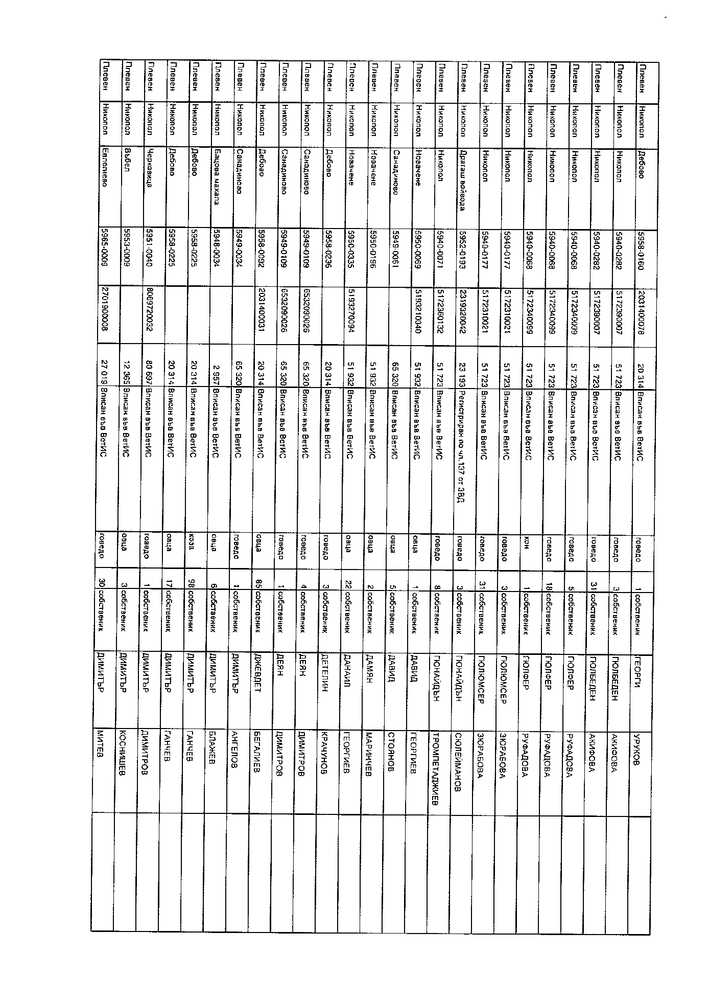 Плевен Никопол Дебово 5958-0160 2031400078 20 314 Вписан във ВетИС говедо 1 собственик ГЕОРГИ УРУКОВ
Плевен Никопол Никопол 5940-0282 5172390007 51 723 Вписан във ВетИС говедо 3 собственик ГЮЛБЕДЕН АКИФОВА
Плевен Никопол Никопол 5940-0282 5172390007 51 723 Вписан във ВетИС говедо 31 собственик ГЮЛБЕДЕН АКИФОВА
Плевен Никопол Никопол 5940-0068 5172340099 51 723 Вписан във ВетИС говедо 5 собственик ГЮЛФЕР РУФАДОВА
Плевен Никопол Никопол 5940-0068 5172340099 51 723 Вписан във ВетИС говедо 18 собственик ГЮЛФЕР РУФАДОВА
Плевен Никопол Никопол 5940-0068 5172340099 51 723 Вписан във ВетИС кон 1 собственик ГЮЛФЕР РУФАДОВА
Плевен Никопол Никопол 5940-0177 5172310021 51 723 Вписан във ВетИС говедо 3 собственик ГЮЛЮМСЕР ЗЮРАБОВА
Плевен Никопол Никопол 5940-0177 5172310021 51 723 Вписан във ВетИС говедо 31 собственик ГЮЛЮМСЕР ЗЮРАБОВА
Плевен Никопол Драгаш войвода 5952-0193 2319320042 23 193 Регистриран по чл.137 от ЗВД говедо 3 собственик ГЮНАЙДЪН СЮЛЕЙМАНОВ
Плевен Никопол Никопол 5940-0071 5172360132 51 723 Вписан във ВетИС говедо 8 собственик ГЮНАЙДЪН ТРОМПЕТАДЖИЕВ
Плевен Никопол Новачене 5950-0069 5193210040 51 932 Вписан във ВетИС овца 1 собственик ДАВИД ГЕОРГИЕВ
Плевен Никопол Санадиново 5949-0051 65 320 Вписан във ВетИС овца 5 собственик ДАВИД СТОЯНОВ
Плевен Никопол Новачене 5950-0196 51 932 Вписан във ВетИС овца 2 собственик ДАМЯН МАРИНЧЕВ
Плевен Никопол Новачене 5950-0335 5193270094 51 932 Вписан във ВетИС овца 22 собственик ДАНАИЛ ГЕОРГИЕВ
Плевен Никопол Дебово 5958-0236 20 314 Вписан във ВетИС говедо 3 собственик ДЕТЕЛИН КРАЧУНОВ
Плевен Никопол Санадиново 5949-0109 6532090026 65 320 Вписан във ВетИС говедо 4 собственик ДЕЯН ДИМИТРОВ
Плевен Никопол Санадиново 5949-0109 6532090026 65 320 Вписан във ВетИС говедо 1 собственик ДЕЯН ДИМИТРОВ
Плевен Никопол Дебово 5958-0092 2031400031 20 314 Вписан във ВетИС овца 85 собственик ДЖЕВДЕТ БЕГАЛИЕВ
Плевен Никопол Санадиново 5949-0034 65 320 Вписан във ВетИС говедо 1 собственик ДИМИТЪР АНГЕЛОВ
Плевен Никопол Бацова махала 5948-0034 2 957 Вписан във ВетИС овца 6 собственик ДИМИТЪР БЛАЖЕВ
Плевен Никопол Дебово 5958-0225 20 314 Вписан във ВетИС коза 98 собственик ДИМИТЪР ГАНЧЕВ
Плевен Никопол Дебово 5958-0225 20 314 Вписан във ВетИС овца 17 собственик ДИМИТЪР ГАНЧЕВ
Плевен Никопол Черковица 5951-0040 8069720032 80 697 Вписан във ВетИС говедо 1 собственик ДИМИТЪР ДИМИТРОВ
Плевен Никопол Въбел 5953-0009 12 365 Вписан във ВетИС овца 3 собственик ДИМИТЪР КОСНИШЕВ
Плевен Никопол Евлогиево 5965-0009 2701900008 27 019 Вписан във ВетИС говедо 30 собственик ДИМИТЪР МИТЕВ